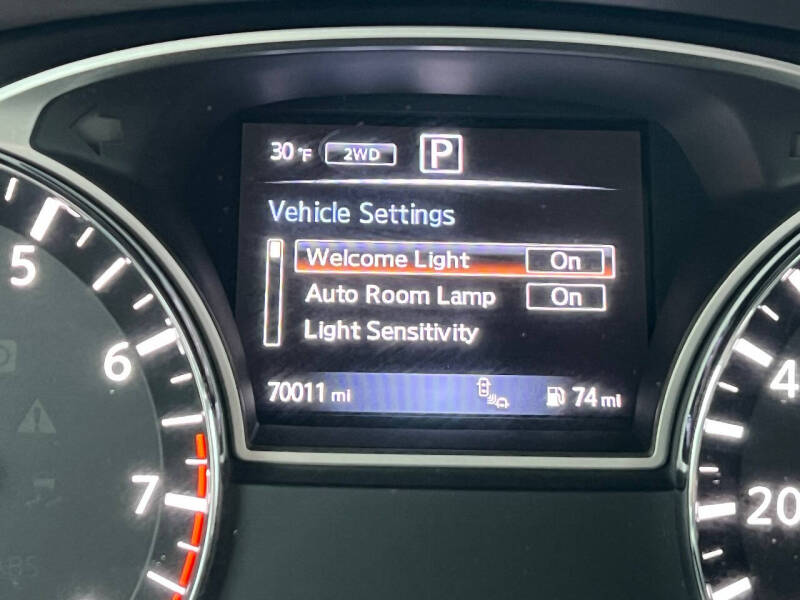 30°F 2WD P
Vehicle Settings
Welcome Light On
Auto Room Lamp On
Light Sensitivity
70011 mi 74 mi
5
6
7
4
20